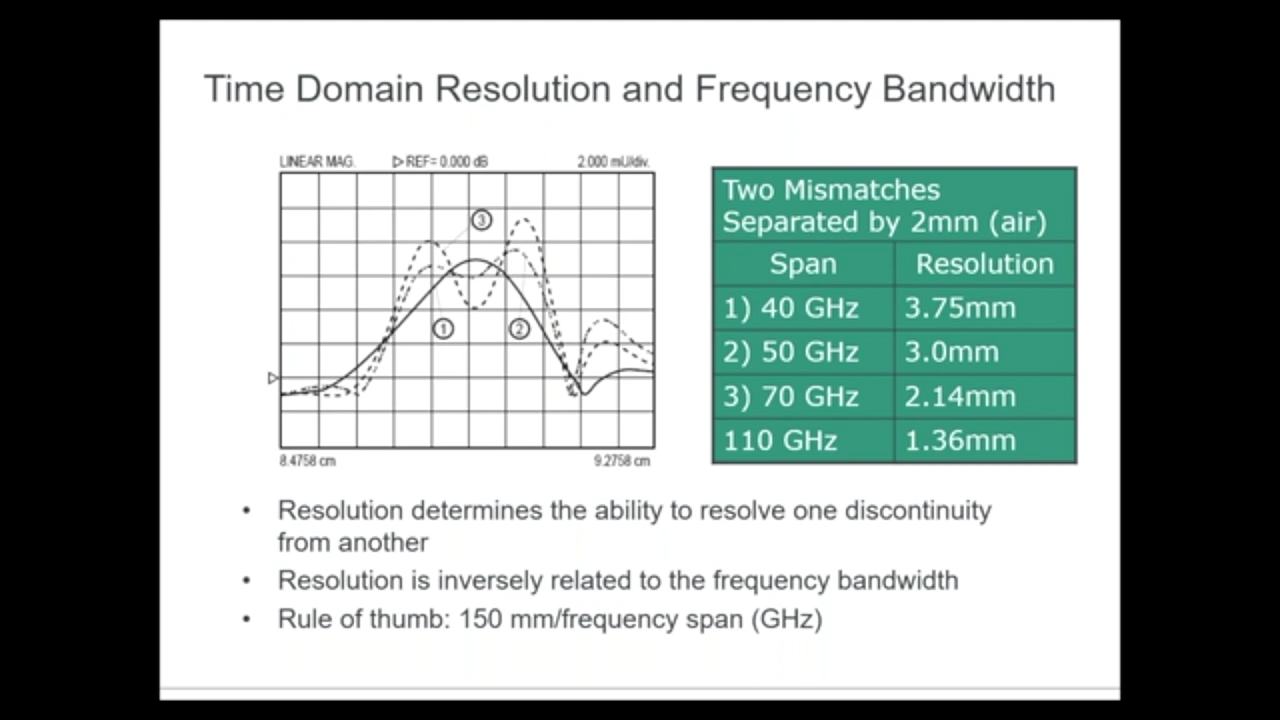 Time Domain Resolution and Frequency Bandwidth
LINEAR MAG. ▷REF= 0.000 dB 2.000 mU/div.
③
① ②
8.4758 cm 9.2758 cm
Two Mismatches
Separated by 2mm (air)
Span Resolution
1) 40 GHz 3.75mm
2) 50 GHz 3.0mm
3) 70 GHz 2.14mm
110 GHz 1.36mm
• Resolution determines the ability to resolve one discontinuity
from another
• Resolution is inversely related to the frequency bandwidth
• Rule of thumb: 150 mm/frequency span (GHz)